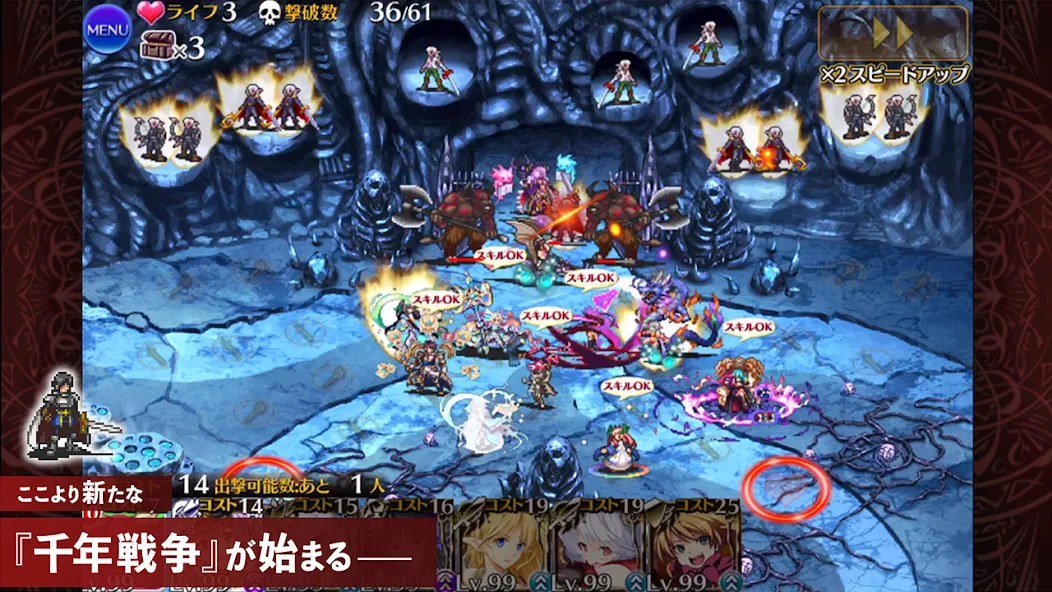 MENU
ライフ3 撃破数 36/61
×3
×2スピードアップ
スキルOK
スキルOK
スキルOK
スキルOK
スキルOK
スキルOK
14 出撃可能数:あと 1人
コスト14 コスト15 コスト16 コスト19 コスト19 コスト25
Lv.99 Lv.99 Lv.99
ここより新たな
『千年戦争』が始まる——